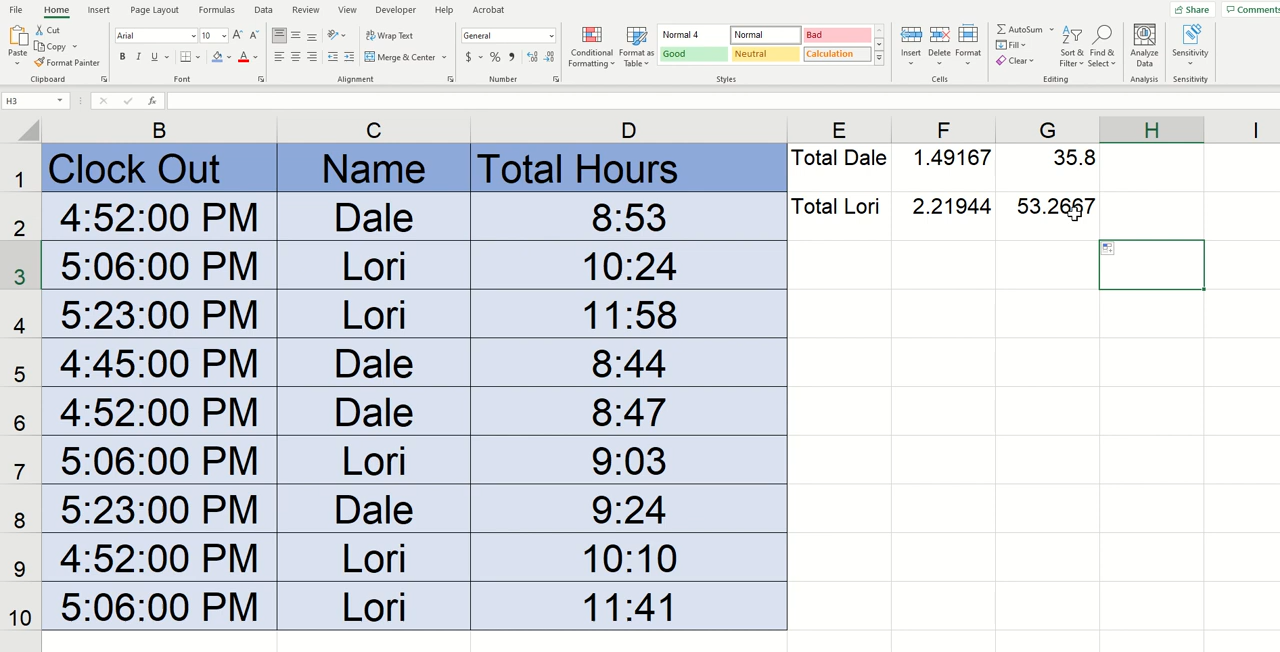 File Home Insert Page Layout Formulas Data Review View Developer Help Acrobat Share Comments
Paste Cut Copy Format Painter Clipboard
Arial 10 A A B I U A Font
Wrap Text Merge & Center Alignment
General $ % , Number
Conditional Formatting Format as Table Normal 4 Normal Bad Good Neutral Calculation Styles
Insert Delete Format Cells
AutoSum Fill Clear Sort & Filter Find & Select Editing
Analyze Data Analysis
Sensitivity Sensitivity
H3 fx
B C D E F G H I
1 Clock Out Name Total Hours Total Dale 1.49167 35.8
2 4:52:00 PM Dale 8:53 Total Lori 2.21944 53.2667
3 5:06:00 PM Lori 10:24
4 5:23:00 PM Lori 11:58
5 4:45:00 PM Dale 8:44
6 4:52:00 PM Dale 8:47
7 5:06:00 PM Lori 9:03
8 5:23:00 PM Dale 9:24
9 4:52:00 PM Lori 10:10
10 5:06:00 PM Lori 11:41